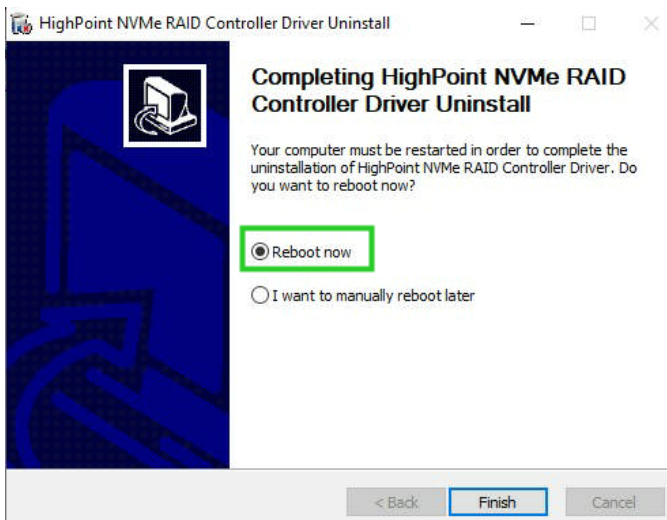 HighPoint NVMe RAID Controller Driver Uninstall
Completing HighPoint NVMe RAID
Controller Driver Uninstall
Your computer must be restarted in order to complete the
uninstallation of HighPoint NVMe RAID Controller Driver. Do
you want to reboot now?
Reboot now
I want to manually reboot later
< Back
Finish
Cancel